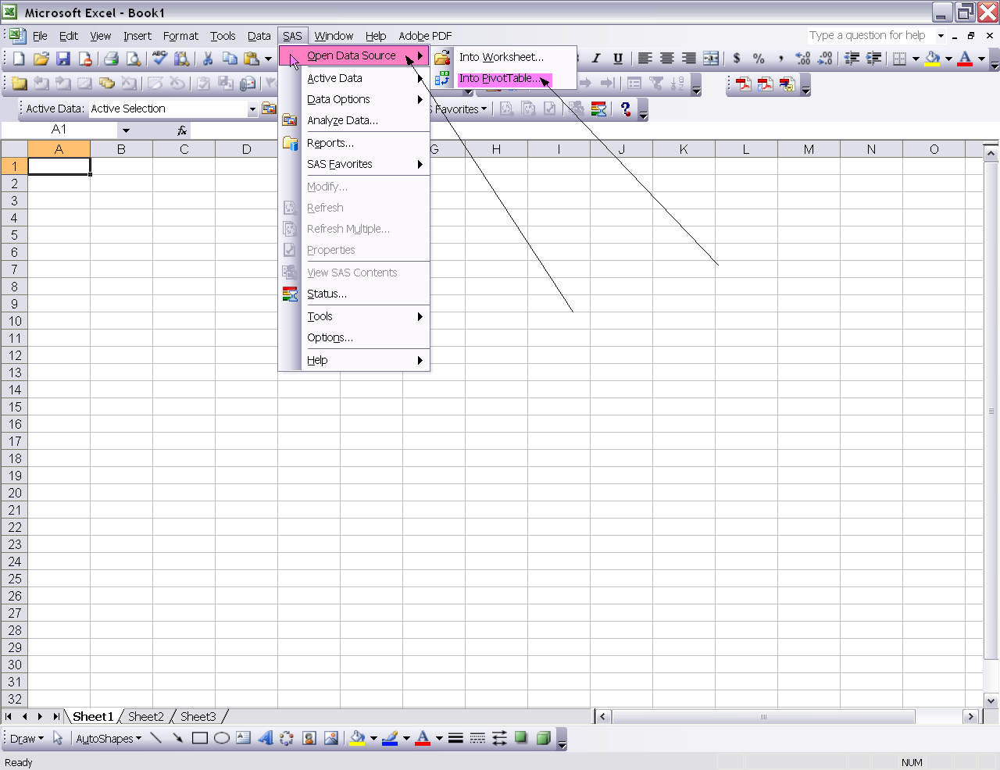 Microsoft Excel - Book1
File Edit View Insert Format Tools Data SAS Window Help Adobe PDF Type a question for help
Open Data Source
Into Worksheet...
Into PivotTable...
I U $ % ,
Active Data
Data Options
Analyze Data...
Reports...
SAS Favorites
Modify...
Refresh
Refresh Multiple...
Properties
View SAS Contents
Status...
Tools
Options...
Help
Active Data: Active Selection
S Favorites
A1 fx
A B C D G H I J K L M N O
1
2
3
4
5
6
7
8
9
10
11
12
13
14
15
16
17
18
19
20
21
22
23
24
25
26
27
28
29
30
31
32
Sheet1 Sheet2 Sheet3
Draw AutoShapes
Ready NUM